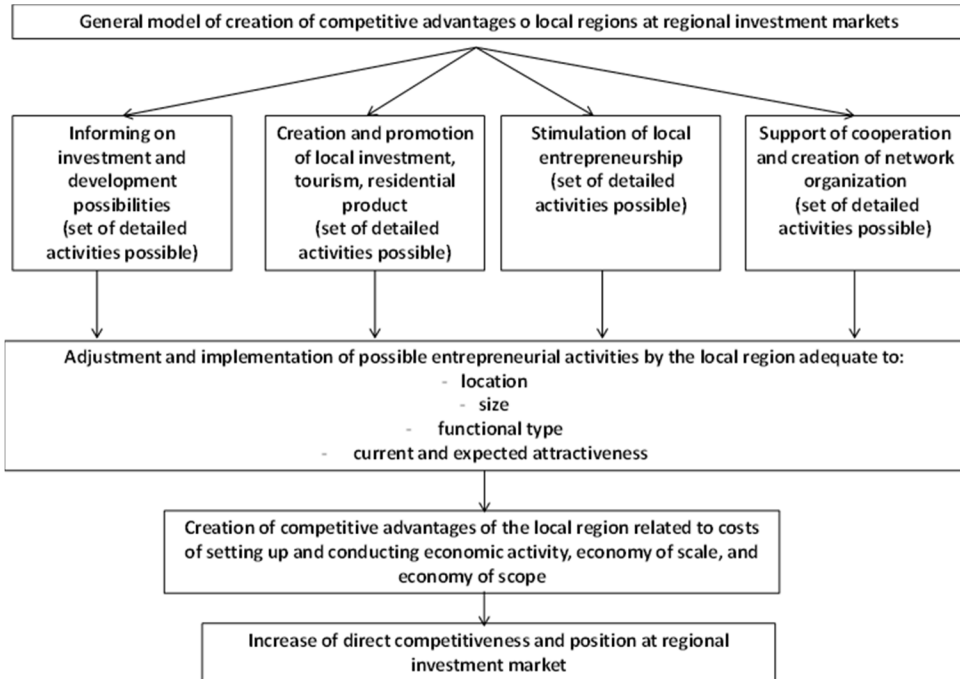 General model of creation of competitive advantages o local regions at regional investment markets
Informing on
investment and
development
possibilities
(set of detailed
activities possible)
Creation and promotion
of local investment,
tourism, residential
product
(set of detailed
activities possible)
Stimulation of local
entrepreneurship
(set of detailed
activities possible)
Support of cooperation
and creation of network
organization
(set of detailed
activities possible)
Adjustment and implementation of possible entrepreneurial activities by the local region adequate to:
- location
- size
- functional type
- current and expected attractiveness
Creation of competitive advantages of the local region related to costs
of setting up and conducting economic activity, economy of scale, and
economy of scope
Increase of direct competitiveness and position at regional
investment market